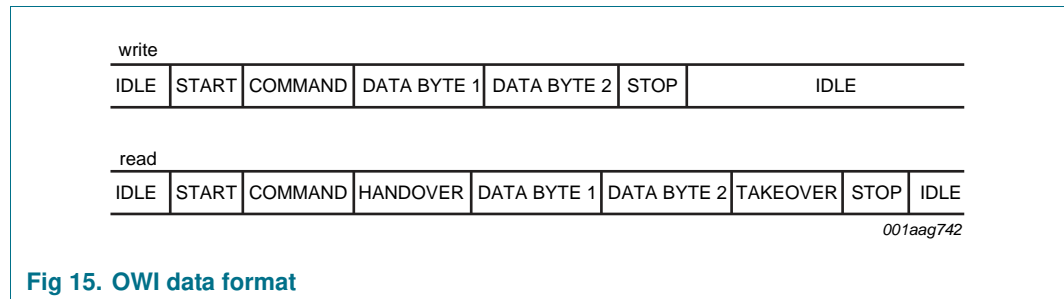 write
IDLE START COMMAND DATA BYTE 1 DATA BYTE 2 STOP IDLE
read
IDLE START COMMAND HANDOVER DATA BYTE 1 DATA BYTE 2 TAKEOVER STOP IDLE
001aag742
Fig 15. OWI data format